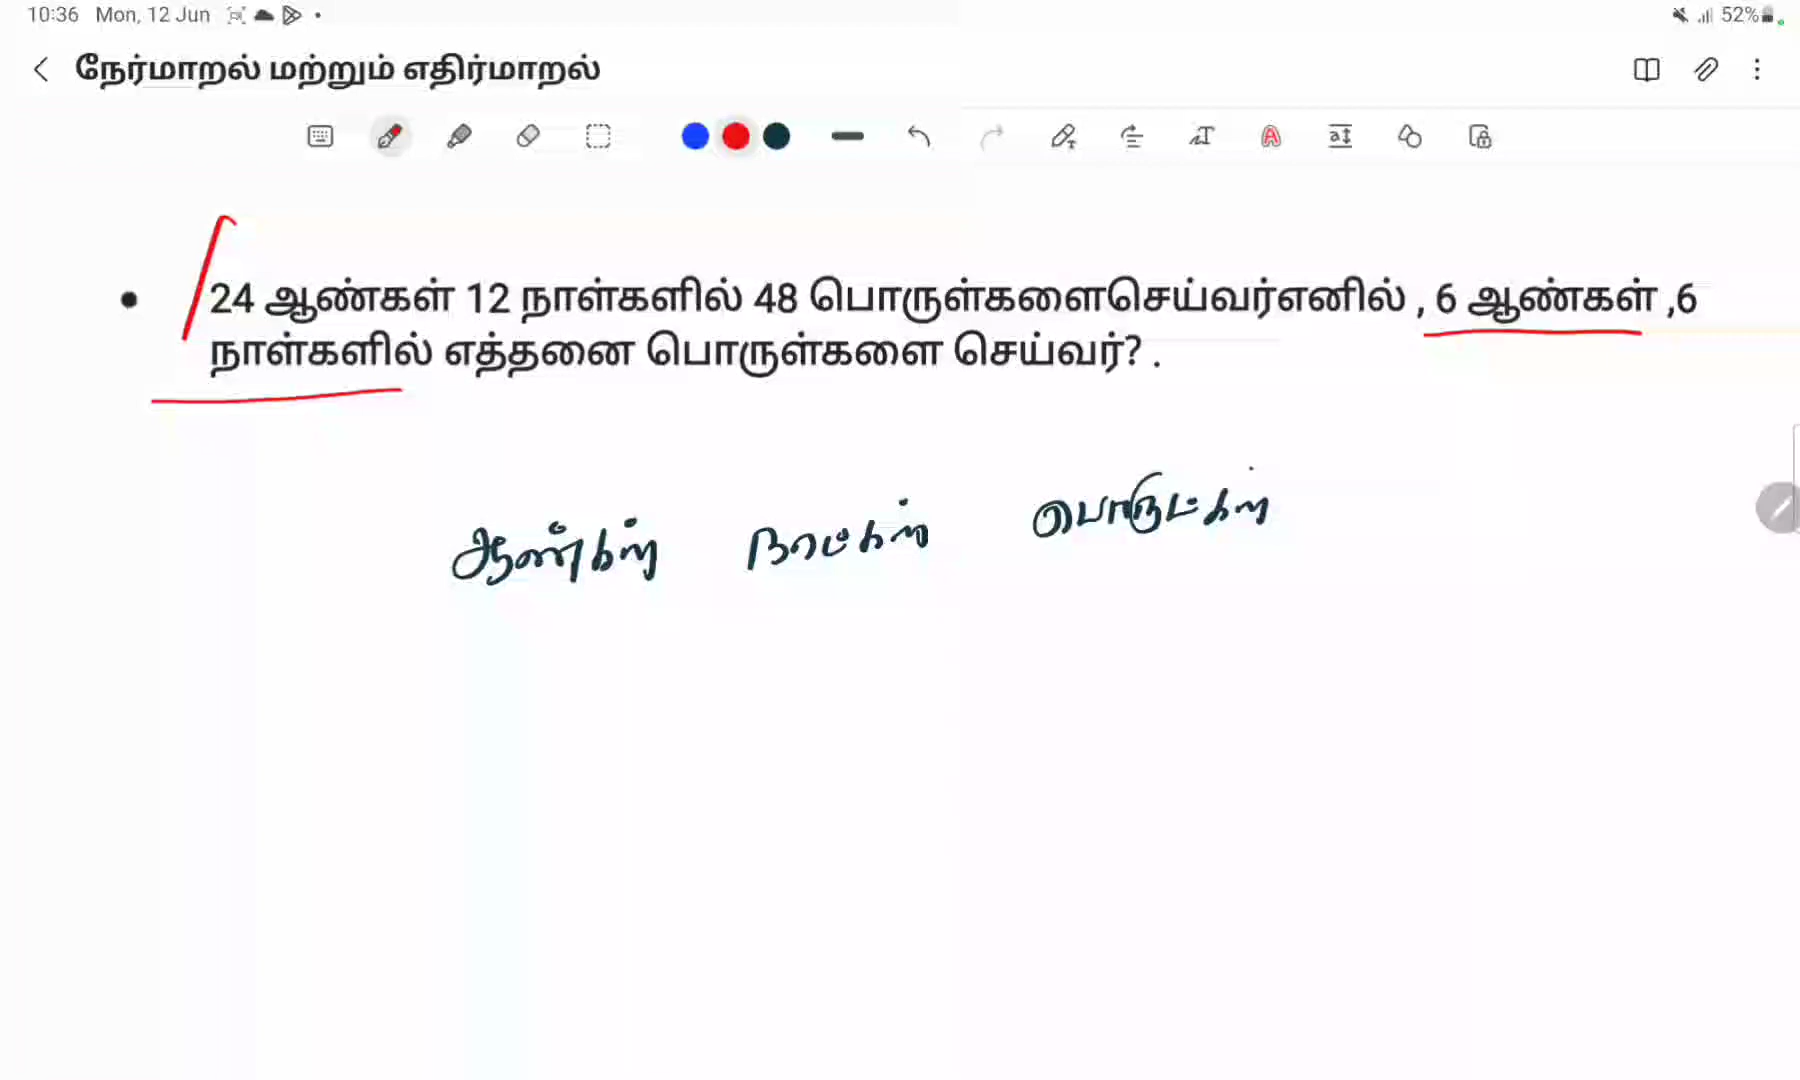 10:36 Mon, 12 Jun
52%
நேர்மாறல் மற்றும் எதிர்மாறல்
24 ஆண்கள் 12 நாள்களில் 48 பொருள்களைசெய்வர்எனில் , 6 ஆண்கள் ,6
நாள்களில் எத்தனை பொருள்களை செய்வர்? .
ஆண்கள் நாட்கள் பொருட்கள்